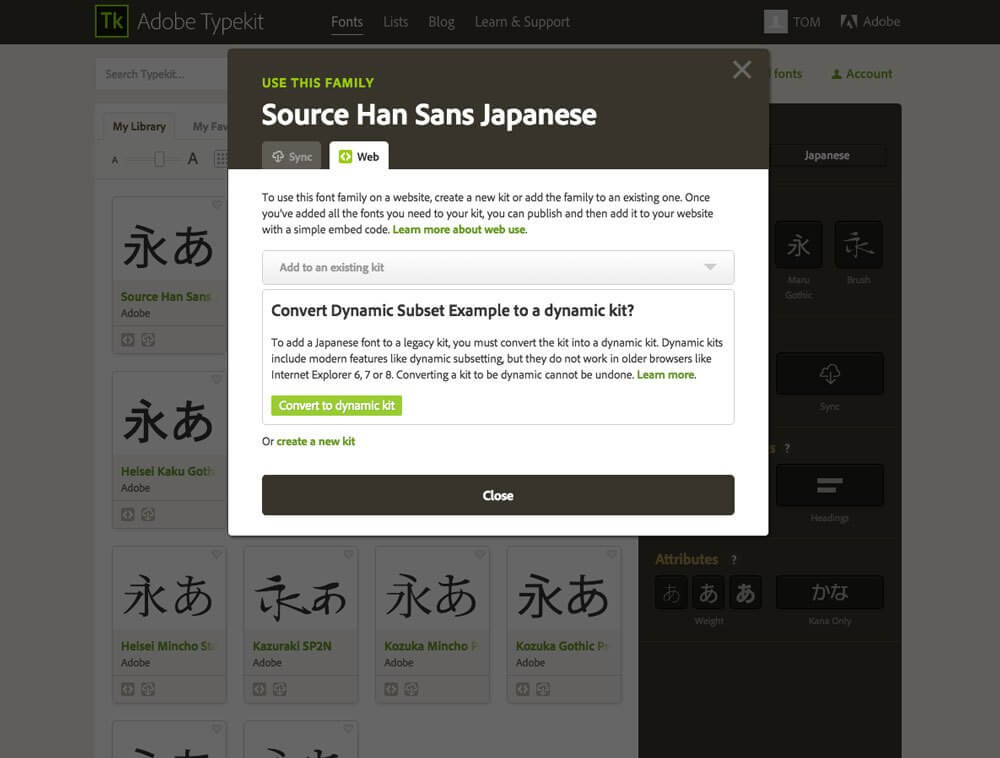 Tk Adobe Typekit
Fonts Lists Blog Learn & Support
TOM Adobe
Search Typekit...
fonts
Account
My Library My Fav
A A
Japanese
USE THIS FAMILY
Source Han Sans Japanese
Sync Web
To use this font family on a website, create a new kit or add the family to an existing one. Once
you've added all the fonts you need to your kit, you can publish and then add it to your website
with a simple embed code. Learn more about web use.
Add to an existing kit
Convert Dynamic Subset Example to a dynamic kit?
To add a Japanese font to a legacy kit, you must convert the kit into a dynamic kit. Dynamic kits
include modern features like dynamic subsetting, but they do not work in older browsers like
Internet Explorer 6, 7 or 8. Converting a kit to be dynamic cannot be undone. Learn more.
Convert to dynamic kit
Or create a new kit
Close
永あ
Source Han Sans
Adobe
永あ
Heisei Kaku Goth
Adobe
永あ
Heisei Mincho St
Adobe
永あ
Kazuraki SP2N
Adobe
永あ
Kozuka Mincho P
Adobe
永あ
Kozuka Gothic Pr
Adobe
永
Maru
Gothic
永
Brush
Sync
s ?
Headings
Attributes ?
あ あ あ
Weight
かな
Kana Only